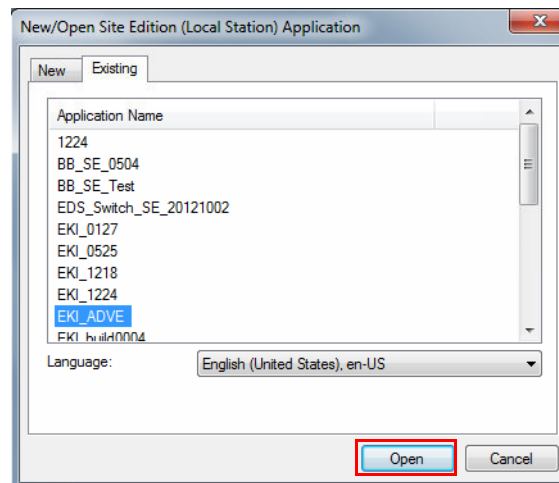 New/Open Site Edition (Local Station) Application
New Existing
Application Name
1224
BB_SE_0504
BB_SE_Test
EDS_Switch_SE_20121002
EKI_0127
EKI_0525
EKI_1218
EKI_1224
EKI_ADVE
EKI_build0004
Language: English (United States), en-US
Open Cancel